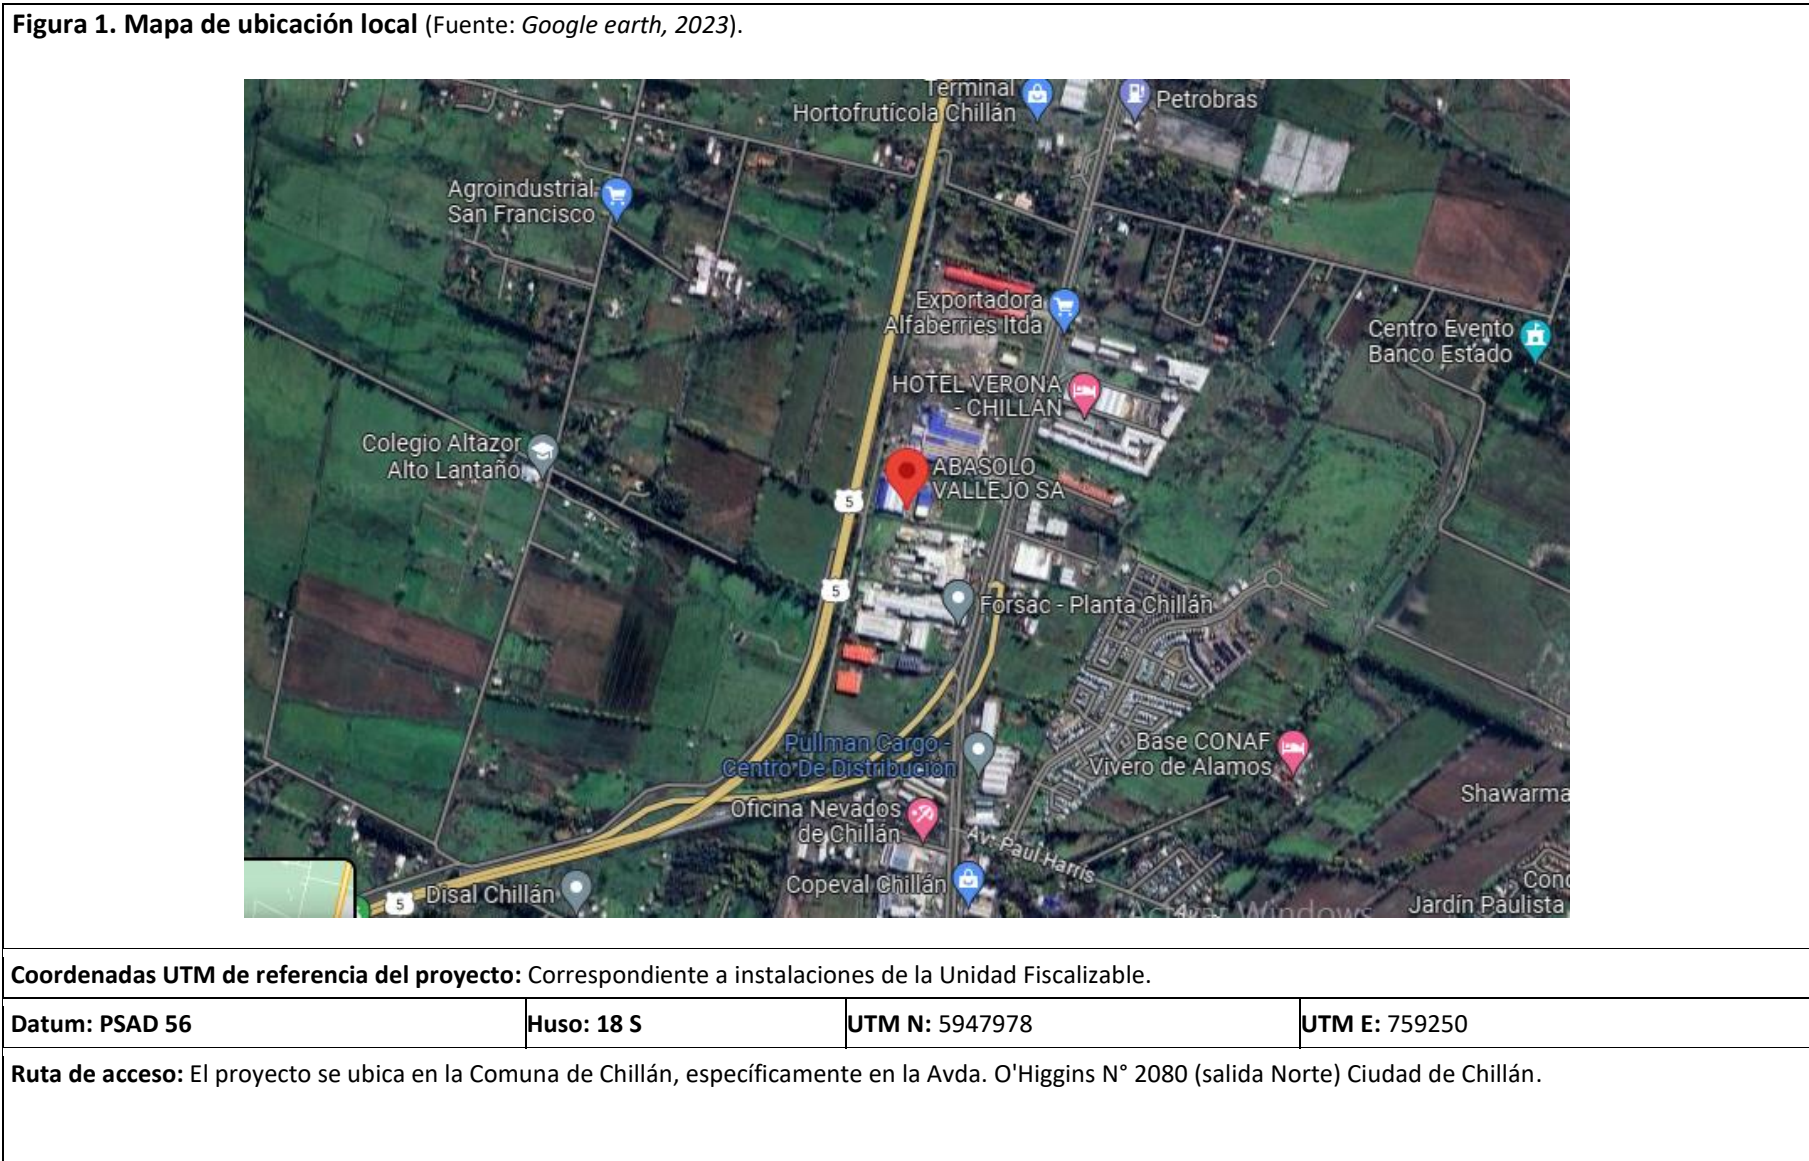 Figura 1. Mapa de ubicación local (Fuente: Google earth, 2023).
Terminal
Hortofrutícola Chillán
Petrobras
Agroindustrial
San Francisco
Exportadora
Alfaberries ltda
Centro Evento
Banco Estado
HOTEL VERONA
- CHILLAN
Colegio Altazor
Alto Lantaño
ABASOLO
VALLEJO SA
5
5
Forsac - Planta Chillán
Pullman Cargo -
Centro De Distribucion
Base CONAF
Vivero de Alamos
Shawarma
Oficina Nevados
de Chillán
Av. Paul Harris
Copeval Chillán
Disal Chillán
5
Cond
Jardín Paulista
Activar Windows
Coordenadas UTM de referencia del proyecto: Correspondiente a instalaciones de la Unidad Fiscalizable.
Datum: PSAD 56
Huso: 18 S
UTM N: 5947978
UTM E: 759250
Ruta de acceso: El proyecto se ubica en la Comuna de Chillán, específicamente en la Avda. O'Higgins N° 2080 (salida Norte) Ciudad de Chillán.